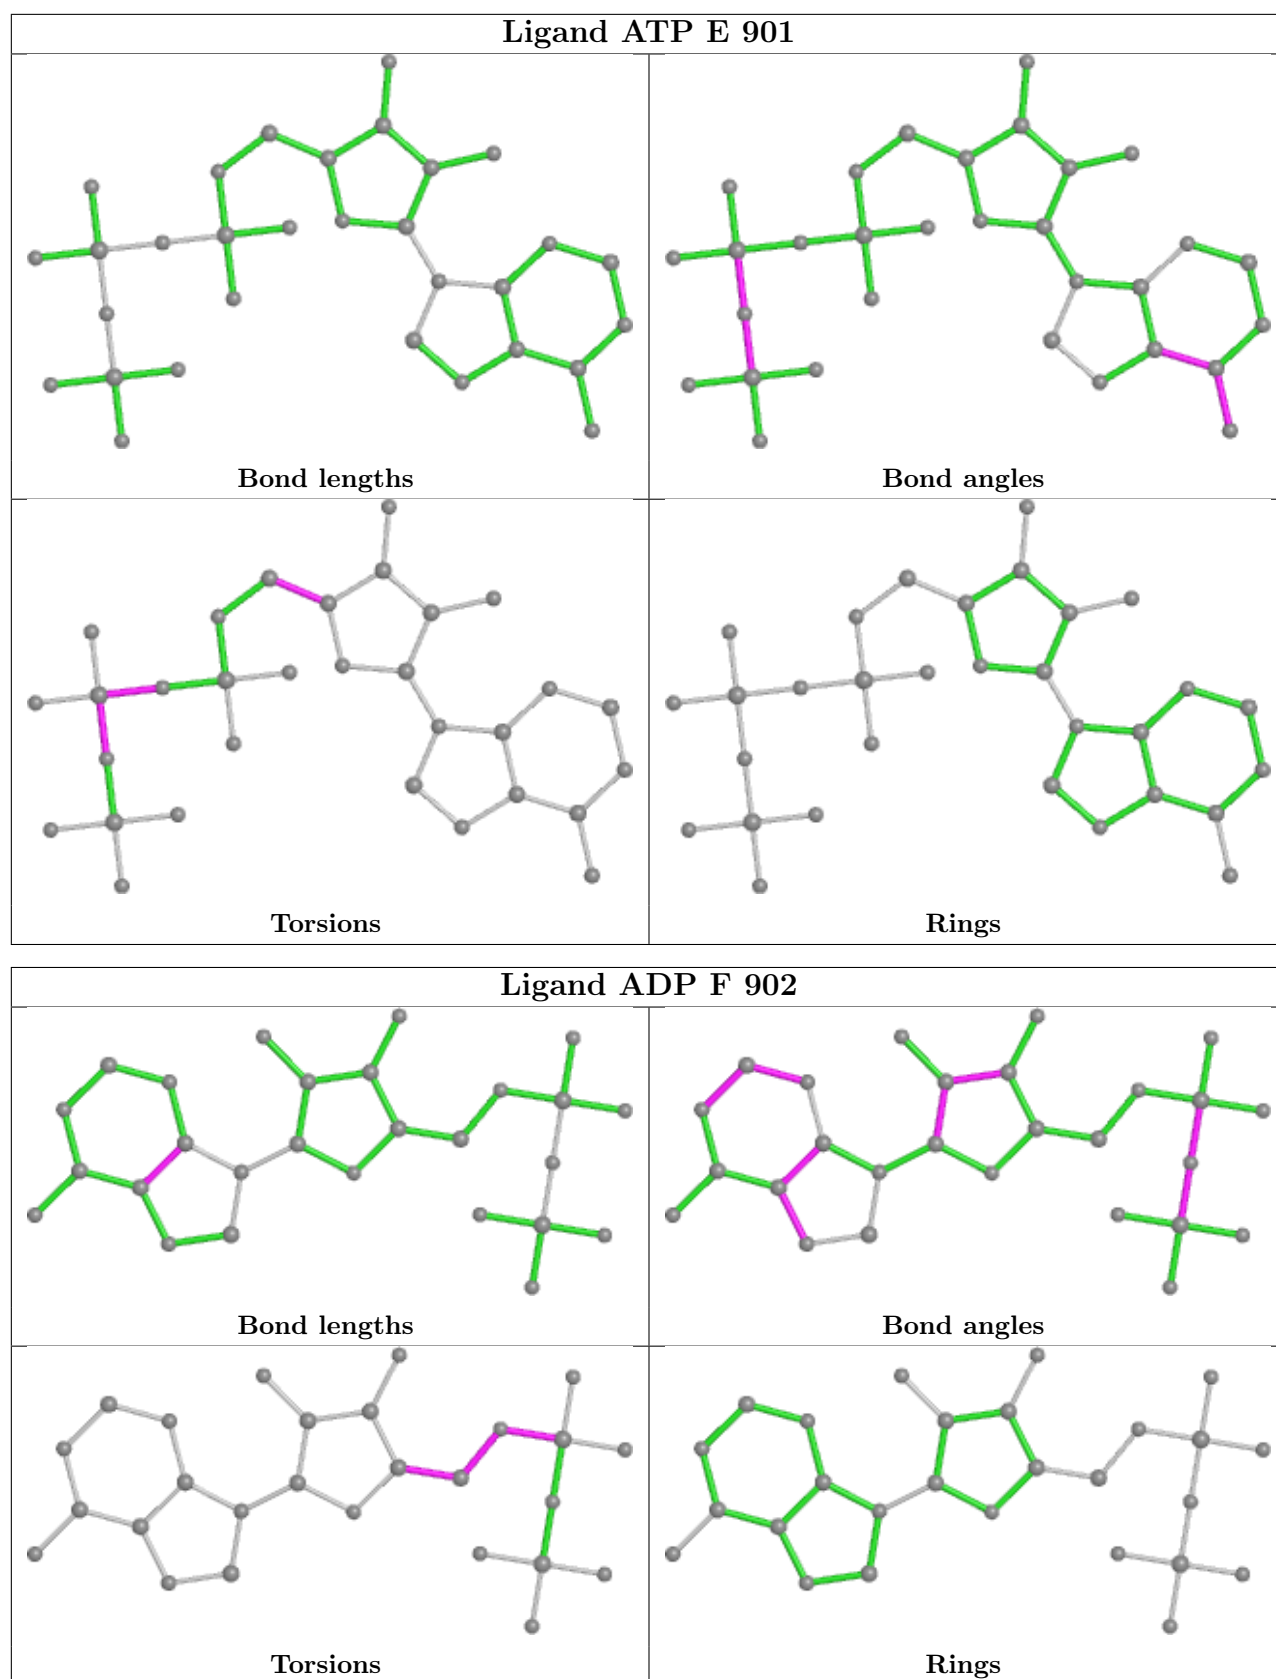 Ligand ATP E 901
Bond lengths
Bond angles
Torsions
Rings
Ligand ADP F 902
Bond lengths
Bond angles
Torsions
Rings